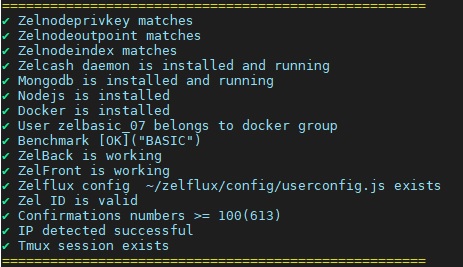 =====================================================
✔ Zelnodeprivkey matches
✔ Zelnodeoutpoint matches
✔ Zelnodeindex matches
✔ Zelcash daemon is installed and running
✔ Mongodb is installed and running
✔ Nodejs is installed
✔ Docker is installed
✔ User zelbasic_07 belongs to docker group
✔ Benchmark [OK]("BASIC")
✔ ZelBack is working
✔ ZelFront is working
✔ Zelflux config  ~/zelflux/config/userconfig.js exists
✔ Zel ID is valid
✔ Confirmations numbers >= 100(613)
✔ IP detected successful
✔ Tmux session exists
=====================================================